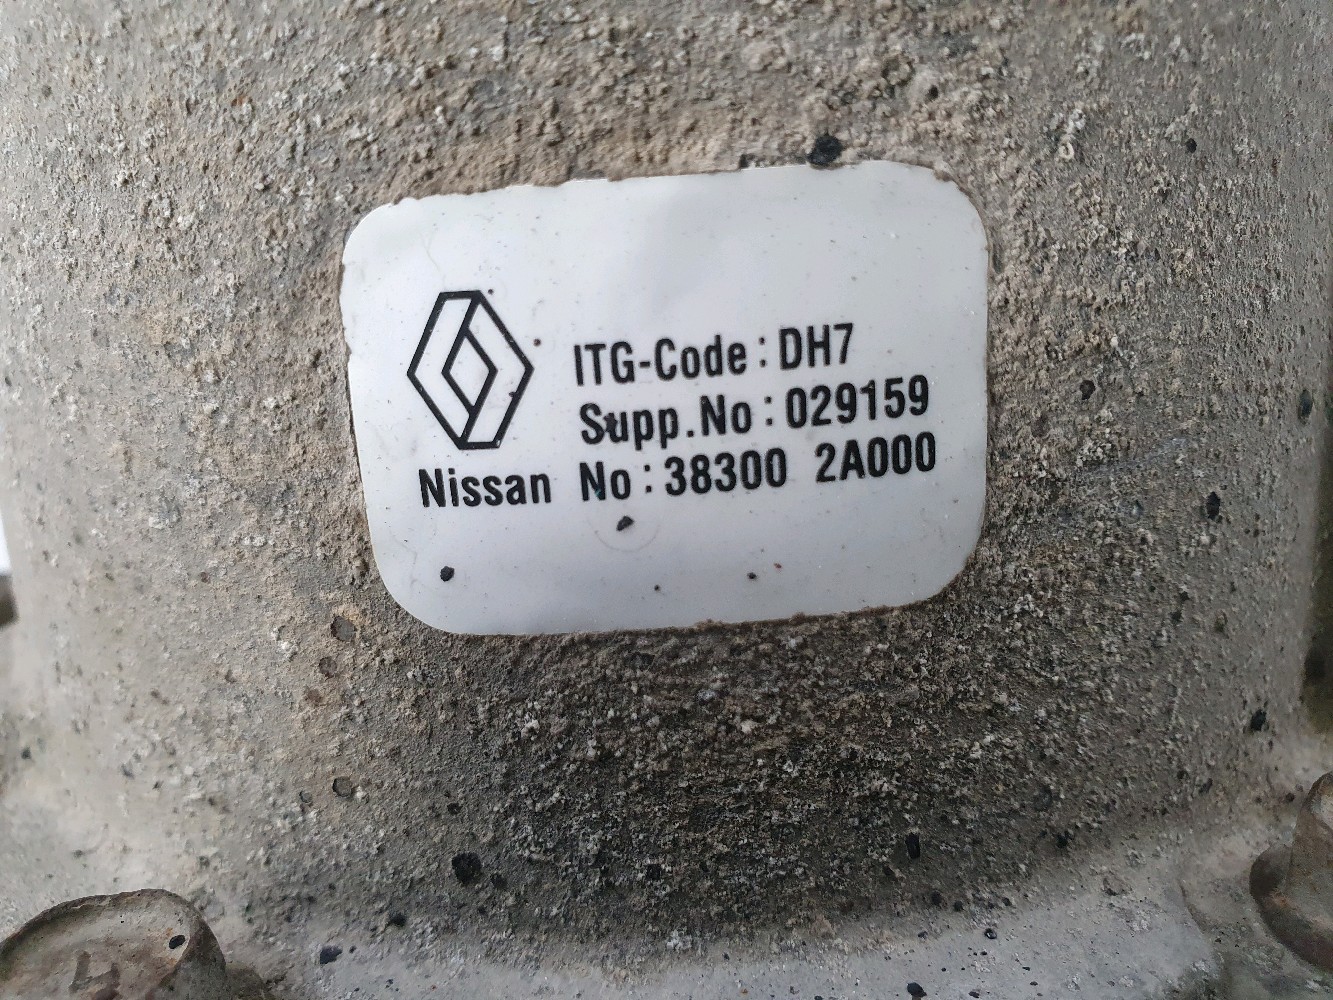 ITG-Code : DH7
Supp.No : 029159
Nissan No : 38300 2A000